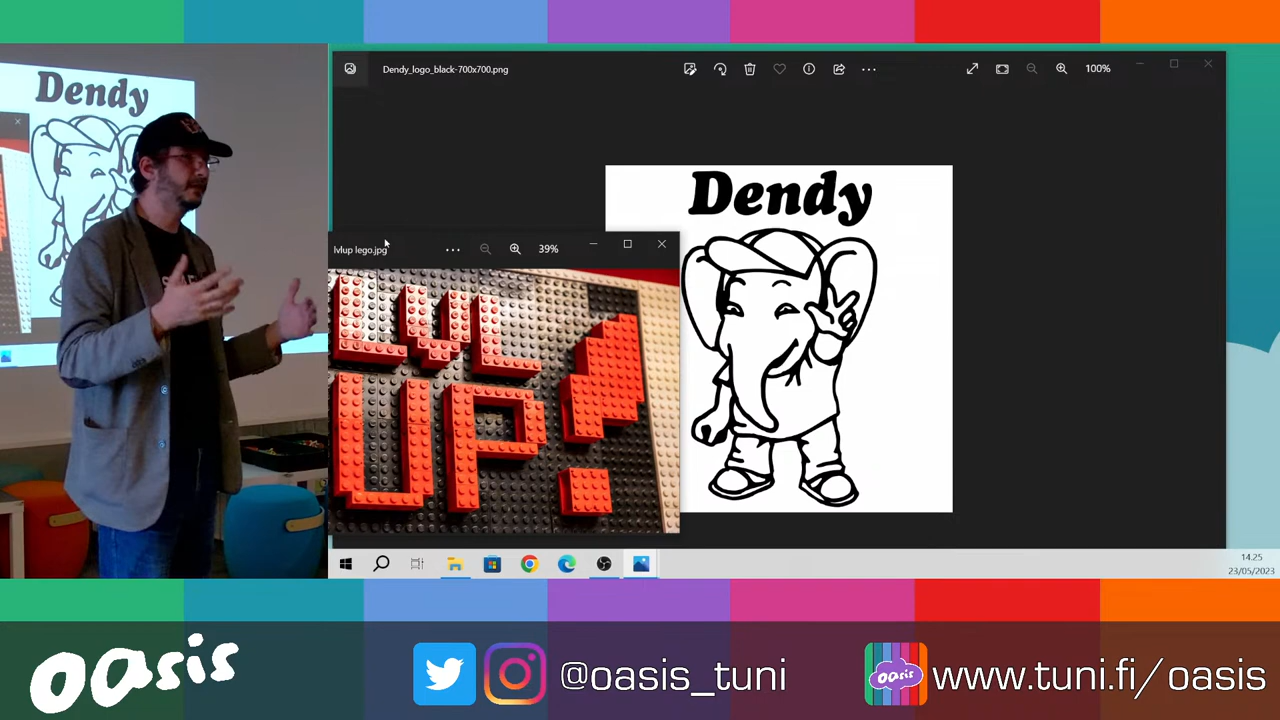 Dendy
Dendy_logo_black-700x700.png
100%
Dendy
lvlup lego.jpg
39%
LVL
UP!
14.25
23/05/2023
oasis
@oasis_tuni
oasis
www.tuni.fi/oasis